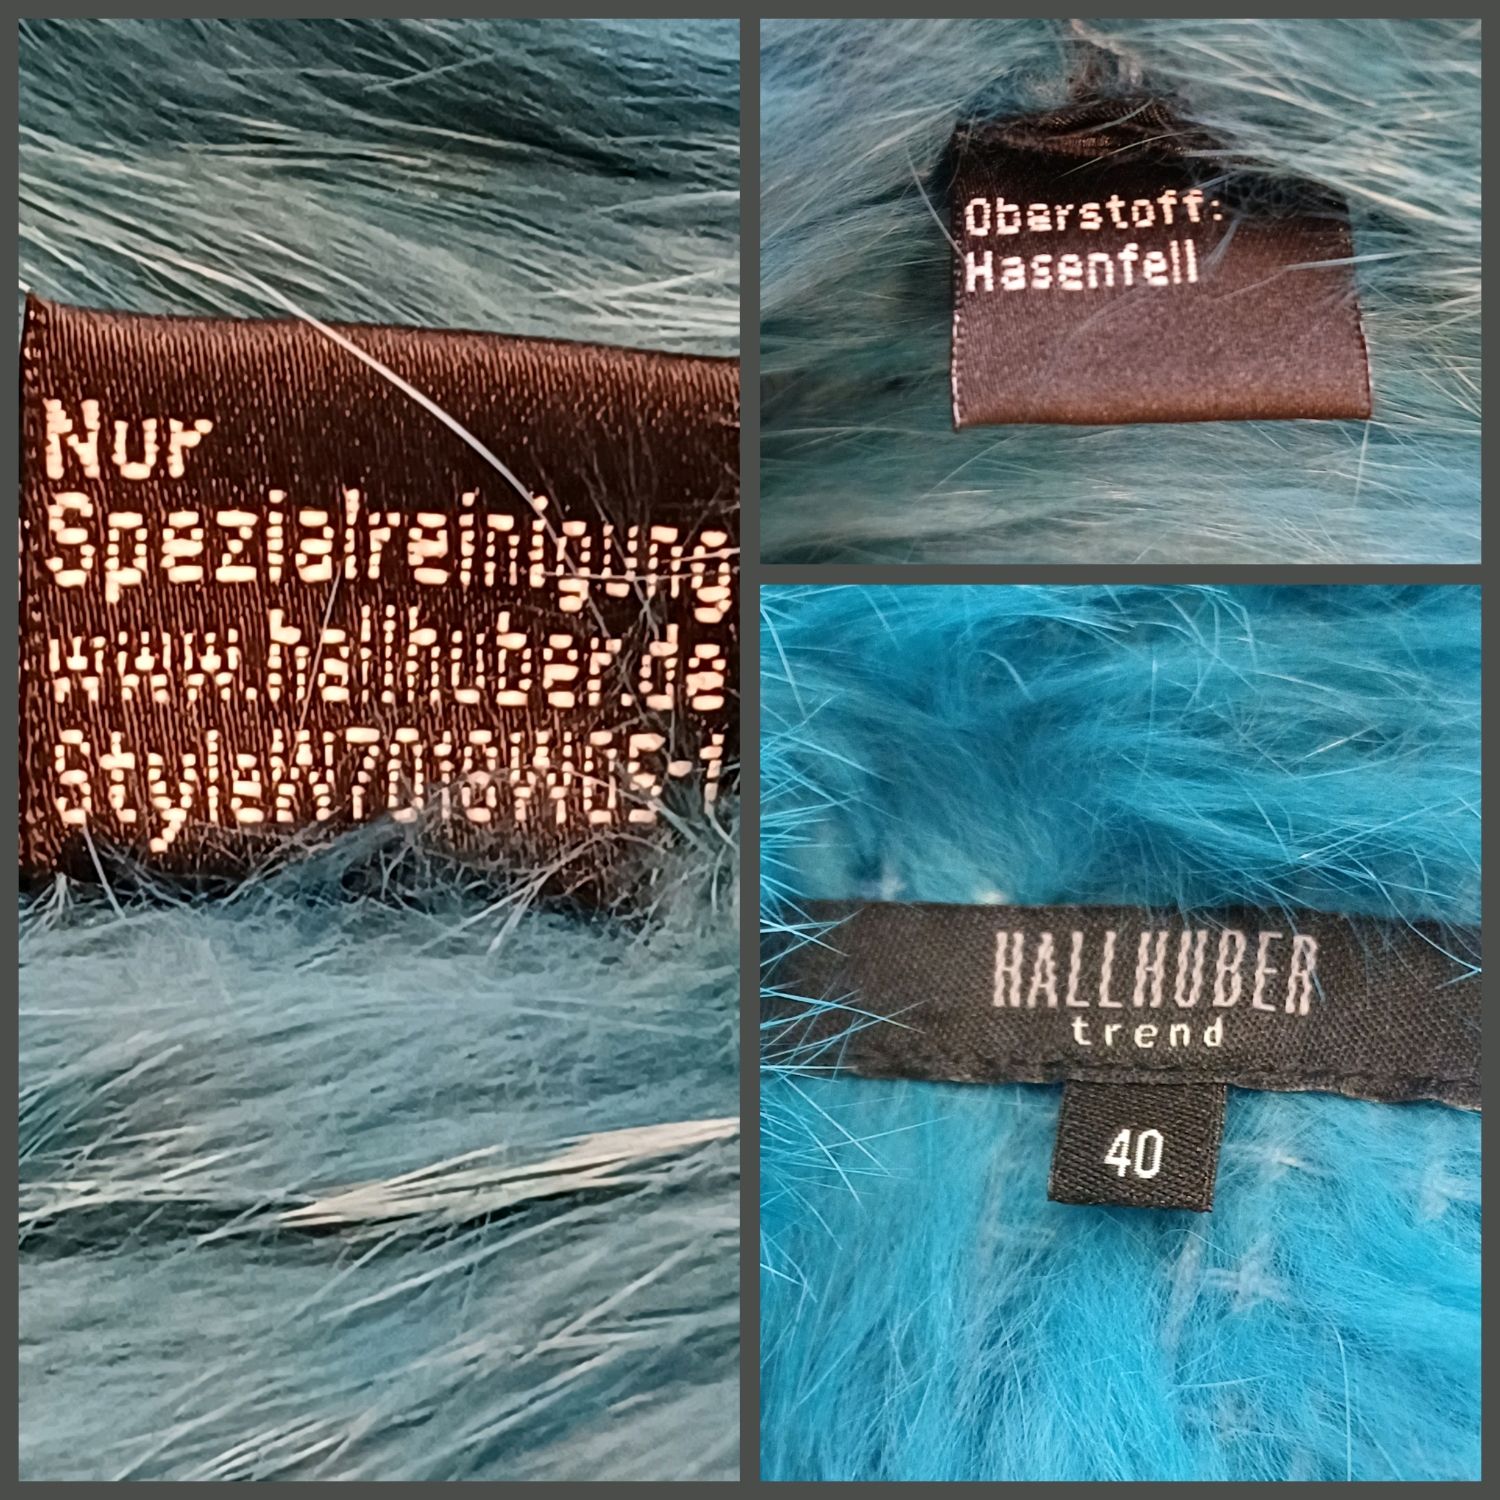 Nur
Spezialreinigung
www.hallhuber.de
Oberstoff:
Hasenfell
HALLHUBER
trend
40